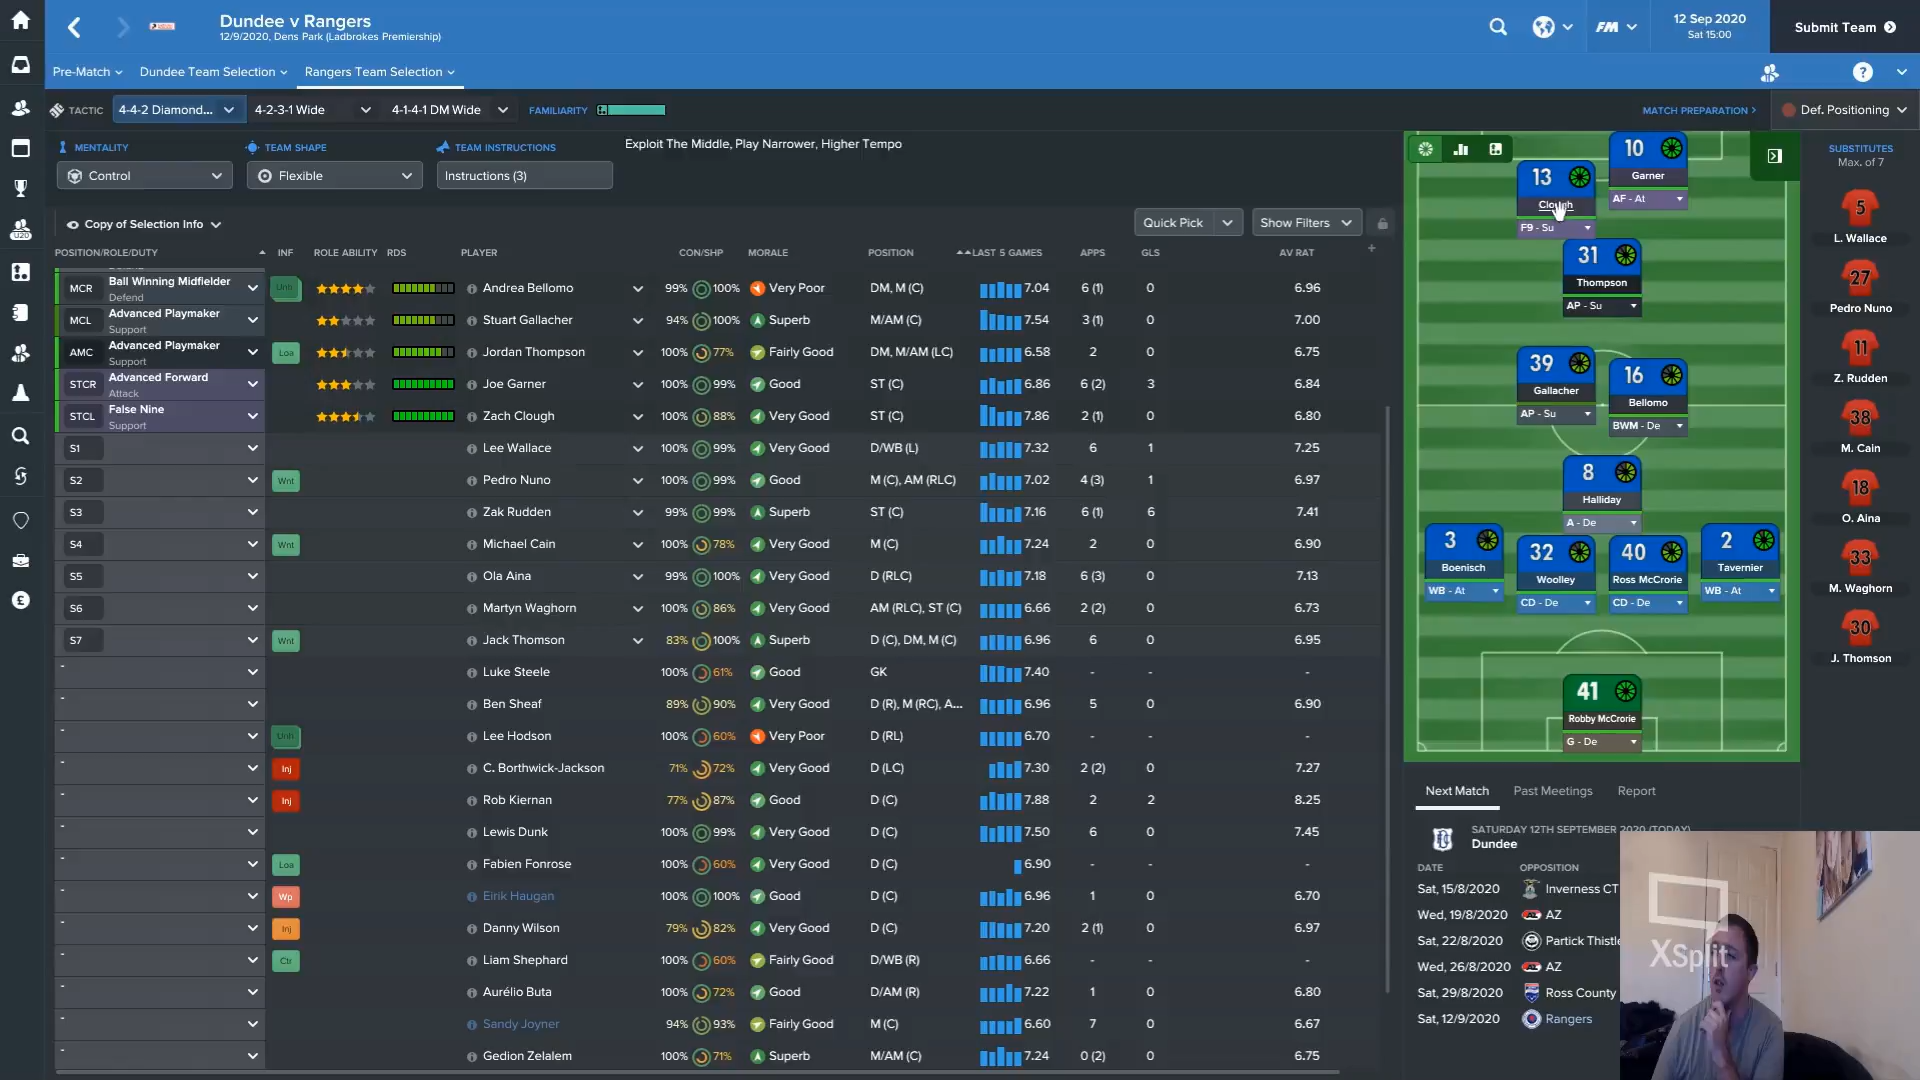 Dundee v Rangers
12/9/2020, Dens Park (Ladbrokes Premiership)
FM
12 Sep 2020
Sat 15:00
Submit Team
Pre-Match
Dundee Team Selection
Rangers Team Selection
?
TACTIC
4-4-2 Diamond...
4-2-3-1 Wide
4-1-4-1 DM Wide
FAMILIARITY
MATCH PREPARATION >
Def. Positioning
MENTALITY
TEAM SHAPE
TEAM INSTRUCTIONS
Exploit The Middle, Play Narrower, Higher Tempo
Control
Flexible
Instructions (3)
Copy of Selection Info
Quick Pick
Show Filters
POSITION/ROLE/DUTY INF ROLE ABILITY RDS PLAYER CON/SHP MORALE POSITION LAST 5 GAMES APPS GLS AV RAT
MCR Ball Winning Midfielder Defend Unh Andrea Bellomo 99% 100% Very Poor DM, M (C) 7.04 6 (1) 0 6.96
MCL Advanced Playmaker Support Stuart Gallacher 94% 100% Superb M/AM (C) 7.54 3 (1) 0 7.00
AMC Advanced Playmaker Support Loa Jordan Thompson 100% 77% Fairly Good DM, M/AM (LC) 6.58 2 0 6.75
STCR Advanced Forward Attack Joe Garner 100% 99% Good ST (C) 6.86 6 (2) 3 6.84
STCL False Nine Support Zach Clough 100% 88% Very Good ST (C) 7.86 2 (1) 0 6.80
S1 Lee Wallace 100% 99% Very Good D/WB (L) 7.32 6 1 7.25
S2 Wnt Pedro Nuno 100% 99% Good M (C), AM (RLC) 7.02 4 (3) 1 6.97
S3 Zak Rudden 99% 99% Superb ST (C) 7.16 6 (1) 6 7.41
S4 Wnt Michael Cain 100% 78% Very Good M (C) 7.24 2 0 6.90
S5 Ola Aina 99% 100% Very Good D (RLC) 7.18 6 (3) 0 7.13
S6 Martyn Waghorn 100% 86% Very Good AM (RLC), ST (C) 6.66 2 (2) 0 6.73
S7 Wnt Jack Thomson 83% 100% Superb D (C), DM, M (C) 6.96 6 0 6.95
- Luke Steele 100% 61% Good GK 7.40 - - -
- Ben Sheaf 89% 90% Very Good D (R), M (RC), A... 6.96 5 0 6.90
- Unh Lee Hodson 100% 60% Very Poor D (RL) 6.70 - - -
- Inj C. Borthwick-Jackson 71% 72% Very Good D (LC) 7.30 2 (2) 0 7.27
- Inj Rob Kiernan 77% 87% Good D (C) 7.88 2 2 8.25
- Lewis Dunk 100% 99% Very Good D (C) 7.50 6 0 7.45
- Loa Fabien Fonrose 100% 60% Very Good D (C) 6.90 - - -
- Wp Eirik Haugan 100% 100% Good D (C) 6.96 1 0 6.70
- Inj Danny Wilson 79% 82% Very Good D (C) 7.20 2 (1) 0 6.97
- Ctr Liam Shephard 100% 60% Fairly Good D/WB (R) 6.66 - - -
- Aurélio Buta 100% 72% Good D/AM (R) 7.22 1 0 6.80
- Sandy Joyner 94% 93% Fairly Good M (C) 6.60 7 0 6.67
- Gedion Zelalem 100% 71% Superb M/AM (C) 7.24 0 (2) 0 6.75
U20
10
Garner
AF - At
13
Clough
F9 - Su
31
Thompson
AP - Su
39
Gallacher
AP - Su
16
Bellomo
BWM - De
8
Halliday
A - De
3
Boenisch
WB - At
32
Woolley
CD - De
40
Ross McCrorie
CD - De
2
Tavernier
WB - At
41
Robby McCrorie
G - De
SUBSTITUTES
Max. of 7
5
L. Wallace
27
Pedro Nuno
11
Z. Rudden
38
M. Cain
18
O. Aina
33
M. Waghorn
30
J. Thomson
Next Match
Past Meetings
Report
SATURDAY 12TH SEPTEMBER 2020 (TODAY)
Dundee
DATE OPPOSITION
Sat, 15/8/2020 Inverness CT
Wed, 19/8/2020 AZ
Sat, 22/8/2020 Partick Thistle
Wed, 26/8/2020 AZ
Sat, 29/8/2020 Ross County
Sat, 12/9/2020 Rangers
XSplit